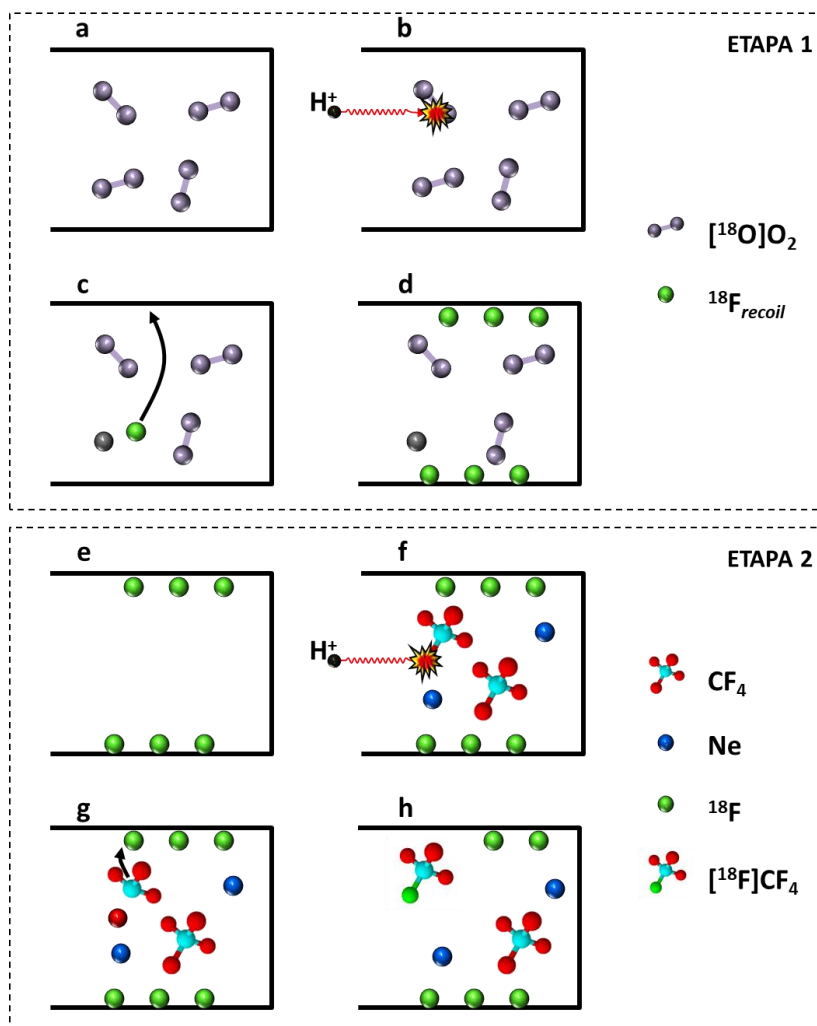 a
b
ETAPA 1
H⁺
[¹⁸O]O₂
c
d
¹⁸Frecoil
e
f
ETAPA 2
H⁺
CF₄
Ne
g
h
¹⁸F
[¹⁸F]CF₄